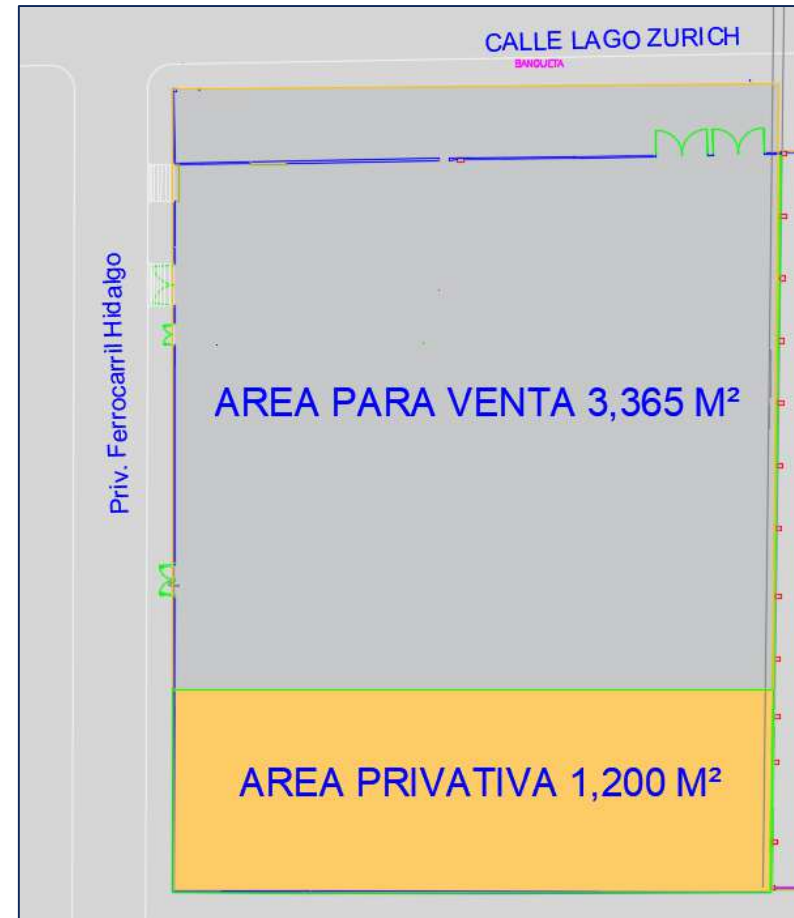 CALLE LAGO ZURICH
BANQUETA
Priv. Ferrocarril Hidalgo
AREA PARA VENTA 3,365 M²
AREA PRIVATIVA 1,200 M²